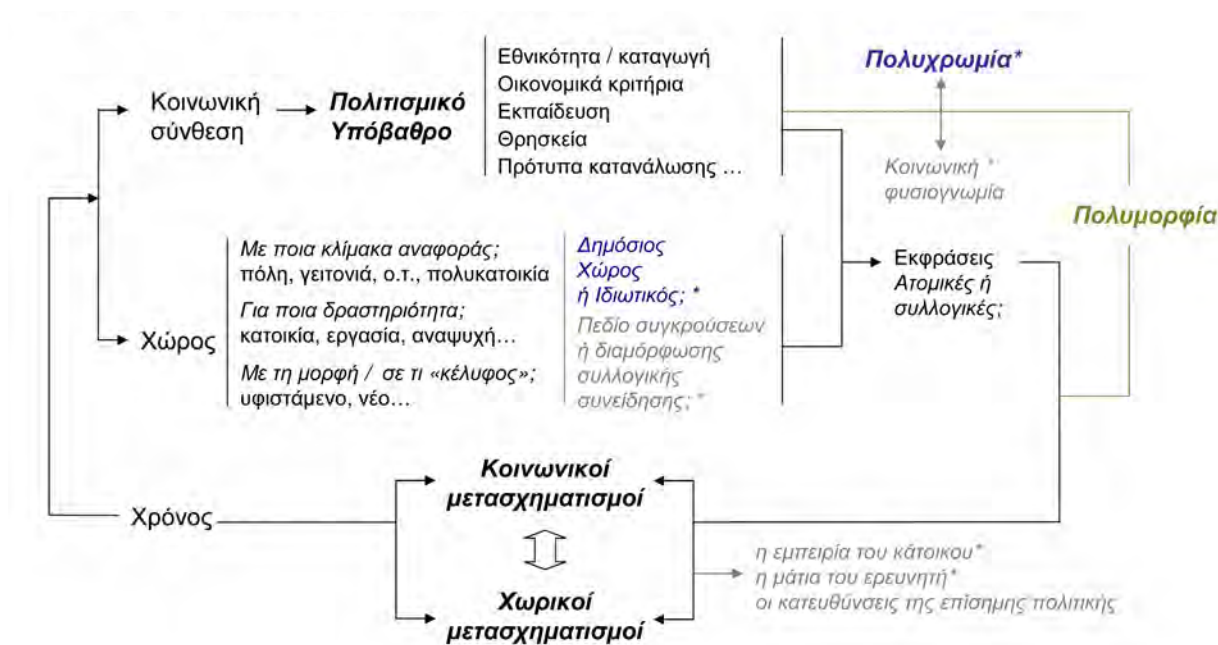 Κοινωνική
σύνθεση
Πολιτισμικό
Υπόβαθρο
Εθνικότητα / καταγωγή
Οικονομικά κριτήρια
Εκπαίδευση
Θρησκεία
Πρότυπα κατανάλωσης ...
Πολυχρωμία*
Κοινωνική *
φυσιογνωμία
Πολυμορφία
Χώρος
Με ποια κλίμακα αναφοράς;
πόλη, γειτονιά, ο.τ., πολυκατοικία
Για ποια δραστηριότητα;
κατοικία, εργασία, αναψυχή...
Με τη μορφή / σε τι «κέλυφος»;
υφιστάμενο, νέο...
Δημόσιος
Χώρος
ή Ιδιωτικός; *
Πεδίο συγκρούσεων
ή διαμόρφωσης
συλλογικής
συνείδησης; *
Εκφράσεις
Ατομικές ή
συλλογικές;
Χρόνος
Κοινωνικοί
μετασχηματισμοί
Χωρικοί
μετασχηματισμοί
η εμπειρία του κάτοικου*
η μάτια του ερευνητή*
οι κατευθύνσεις της επίσημης πολιτικής